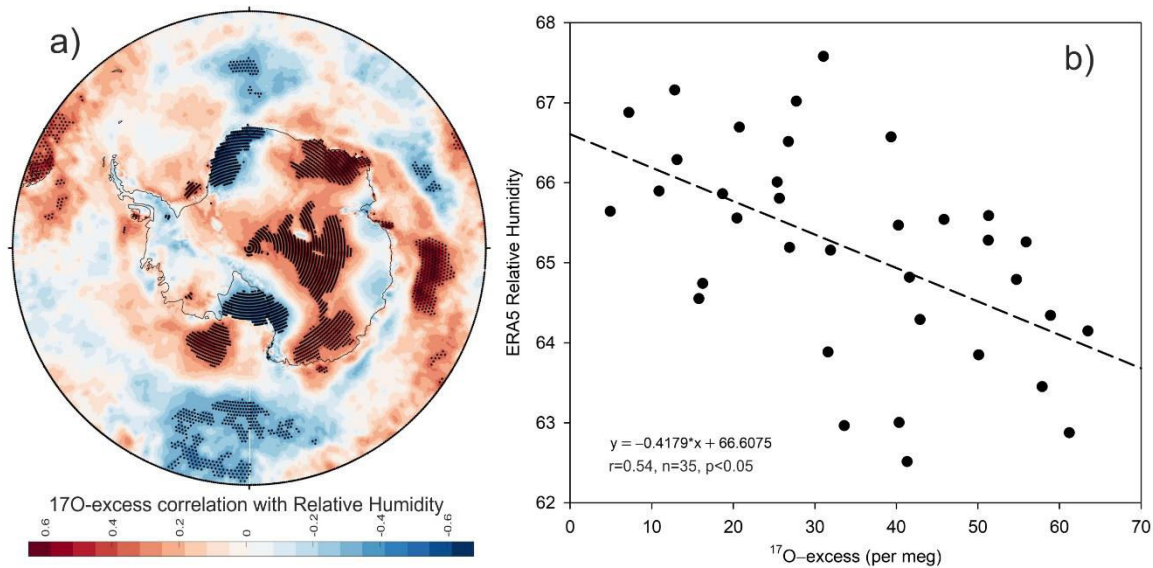 a)
17O-excess correlation with Relative Humidity
0.6 0.4 0.2 0 -0.2 -0.4 -0.6
b)
68
67
66
65
64
63
62
ERA5 Relative Humidity
y = −0.4179*x + 66.6075
r=0.54, n=35, p<0.05
0 10 20 30 40 50 60 70
¹⁷O−excess (per meg)